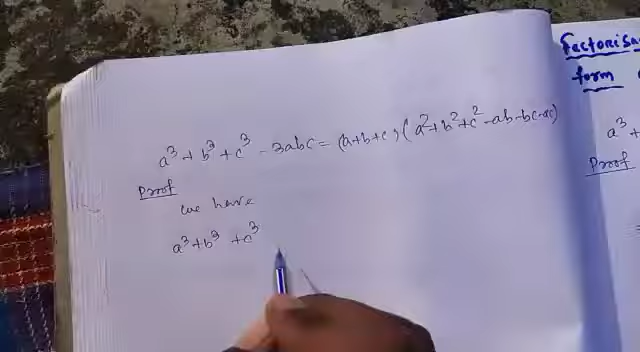 a³ + b³ + c³ - 3abc = (a+b+c)(a²+b²+c²-ab-bc-ac)
Proof
we have
a³+b³ +c³
form
a³ +
Proof